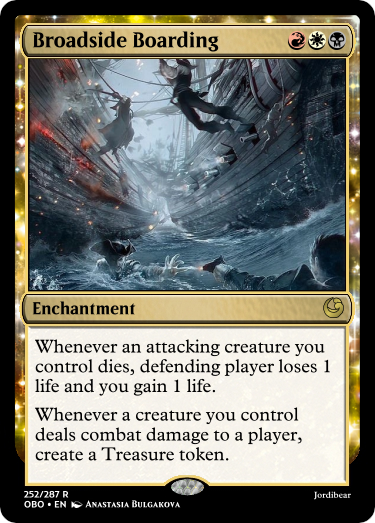 Broadside Boarding
Enchantment
Whenever an attacking creature you
control dies, defending player loses 1
life and you gain 1 life.
Whenever a creature you control
deals combat damage to a player,
create a Treasure token.
252/287 R
OBO • EN Anastasia Bulgakova
Jordibear